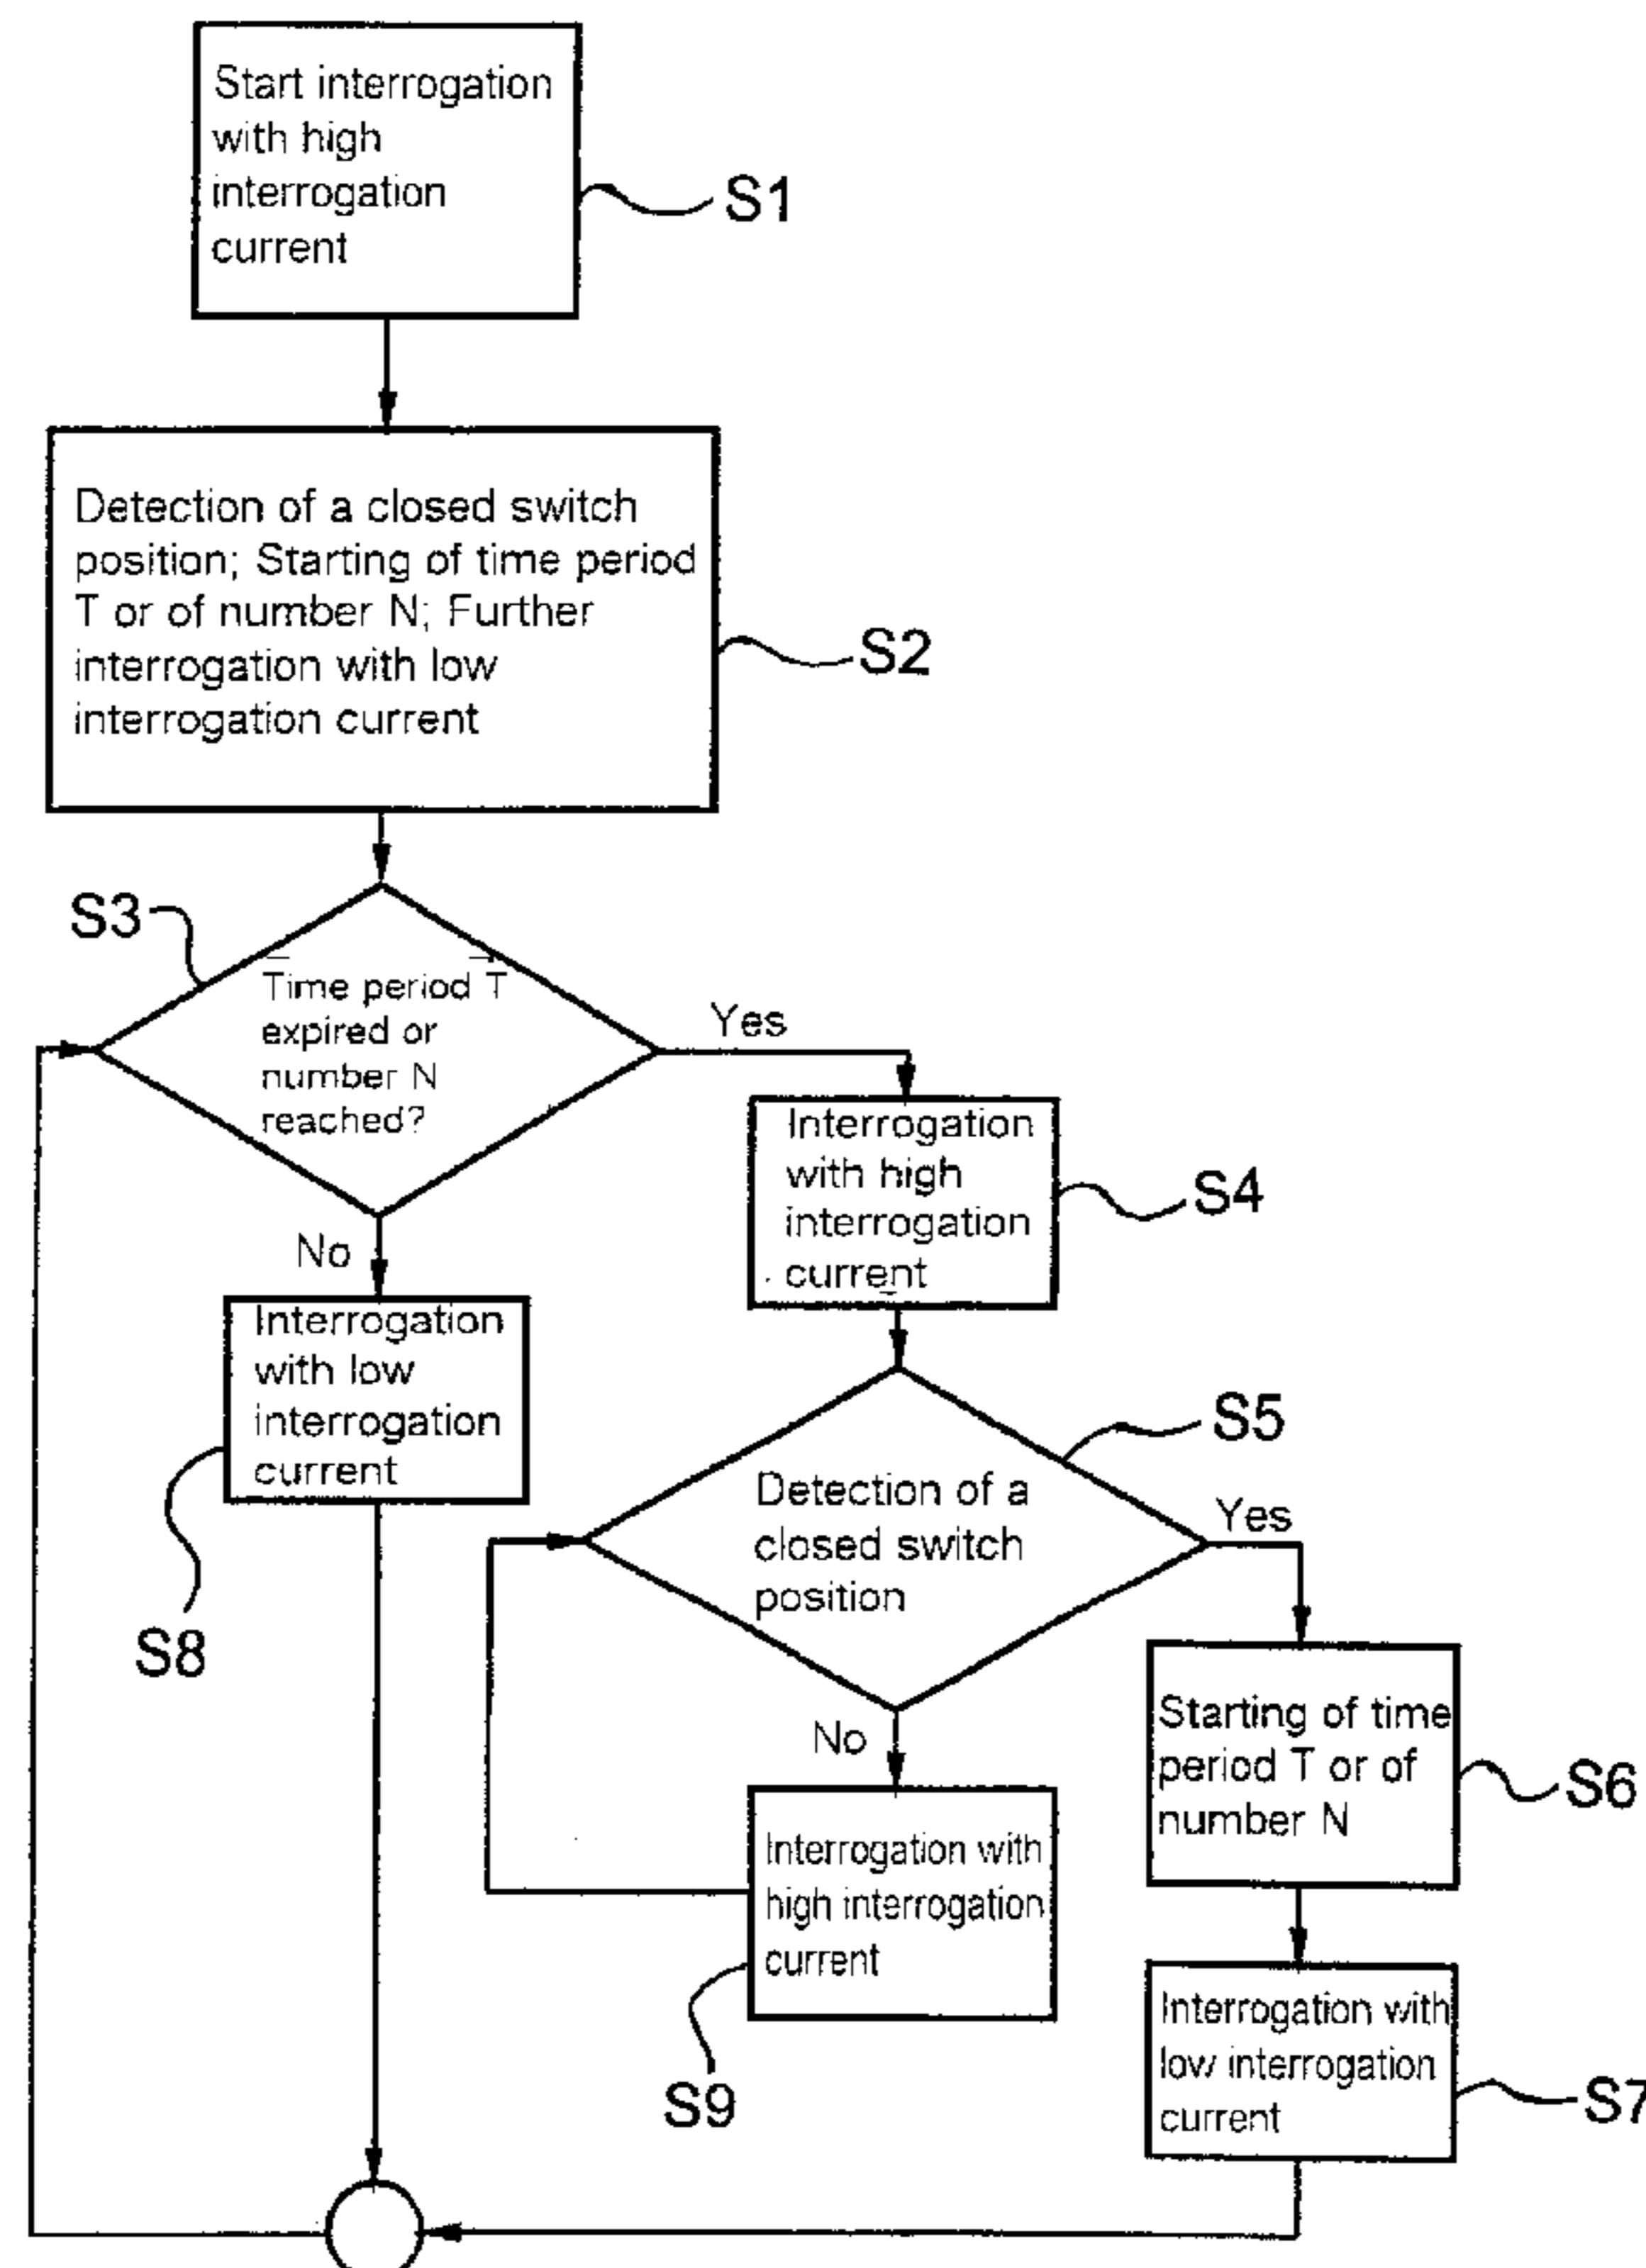 Start interrogation
with high
interrogation
current
S1
Detection of a closed switch
position; Starting of time period
T or of number N; Further
interrogation with low
interrogation current
S2
S3
Time period T
expired or
number N
reached?
Yes
No
Interrogation
with high
interrogation
current
S4
Interrogation
with low
interrogation
current
S8
S5
Detection of a
closed switch
position
Yes
No
Starting of time
period T or of
number N
S6
Interrogation with
high interrogation
current
S9
Interrogation with
low interrogation
current
S7